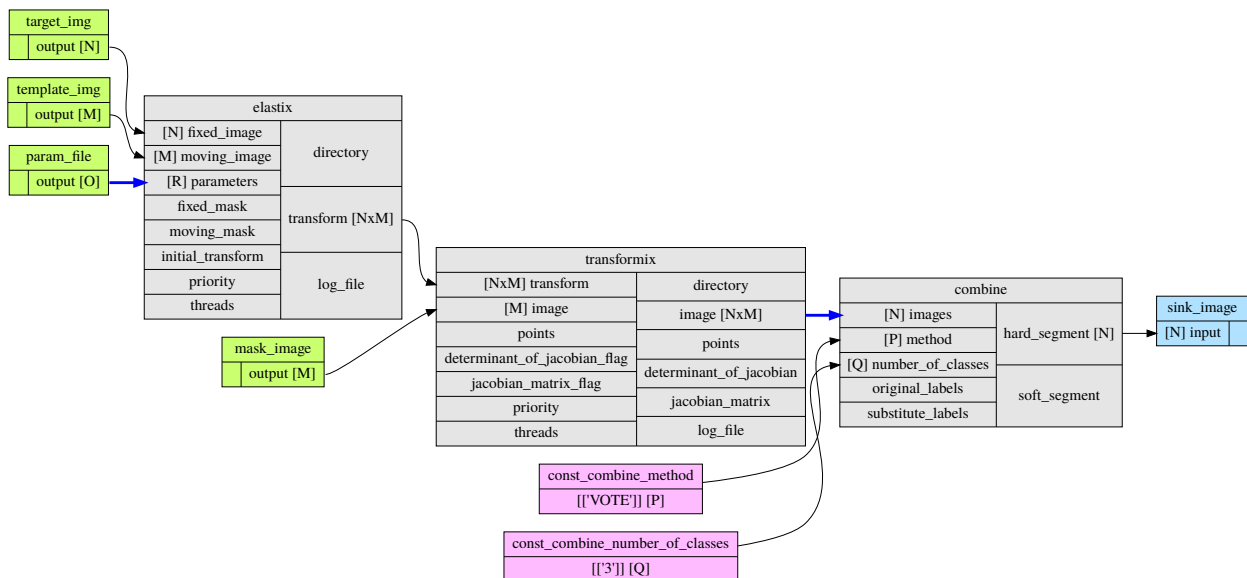 target_img
output [N]
template_img
output [M]
param_file
output [O]
elastix
[N] fixed_image
[M] moving_image
[R] parameters
fixed_mask
moving_mask
initial_transform
priority
threads
directory
transform [NxM]
log_file
mask_image
output [M]
transformix
[NxM] transform
[M] image
points
determinant_of_jacobian_flag
jacobian_matrix_flag
priority
threads
directory
image [NxM]
points
determinant_of_jacobian
jacobian_matrix
log_file
combine
[N] images
[P] method
[Q] number_of_classes
original_labels
substitute_labels
hard_segment [N]
soft_segment
sink_image
[N] input
const_combine_method
[['VOTE']] [P]
const_combine_number_of_classes
[['3']] [Q]